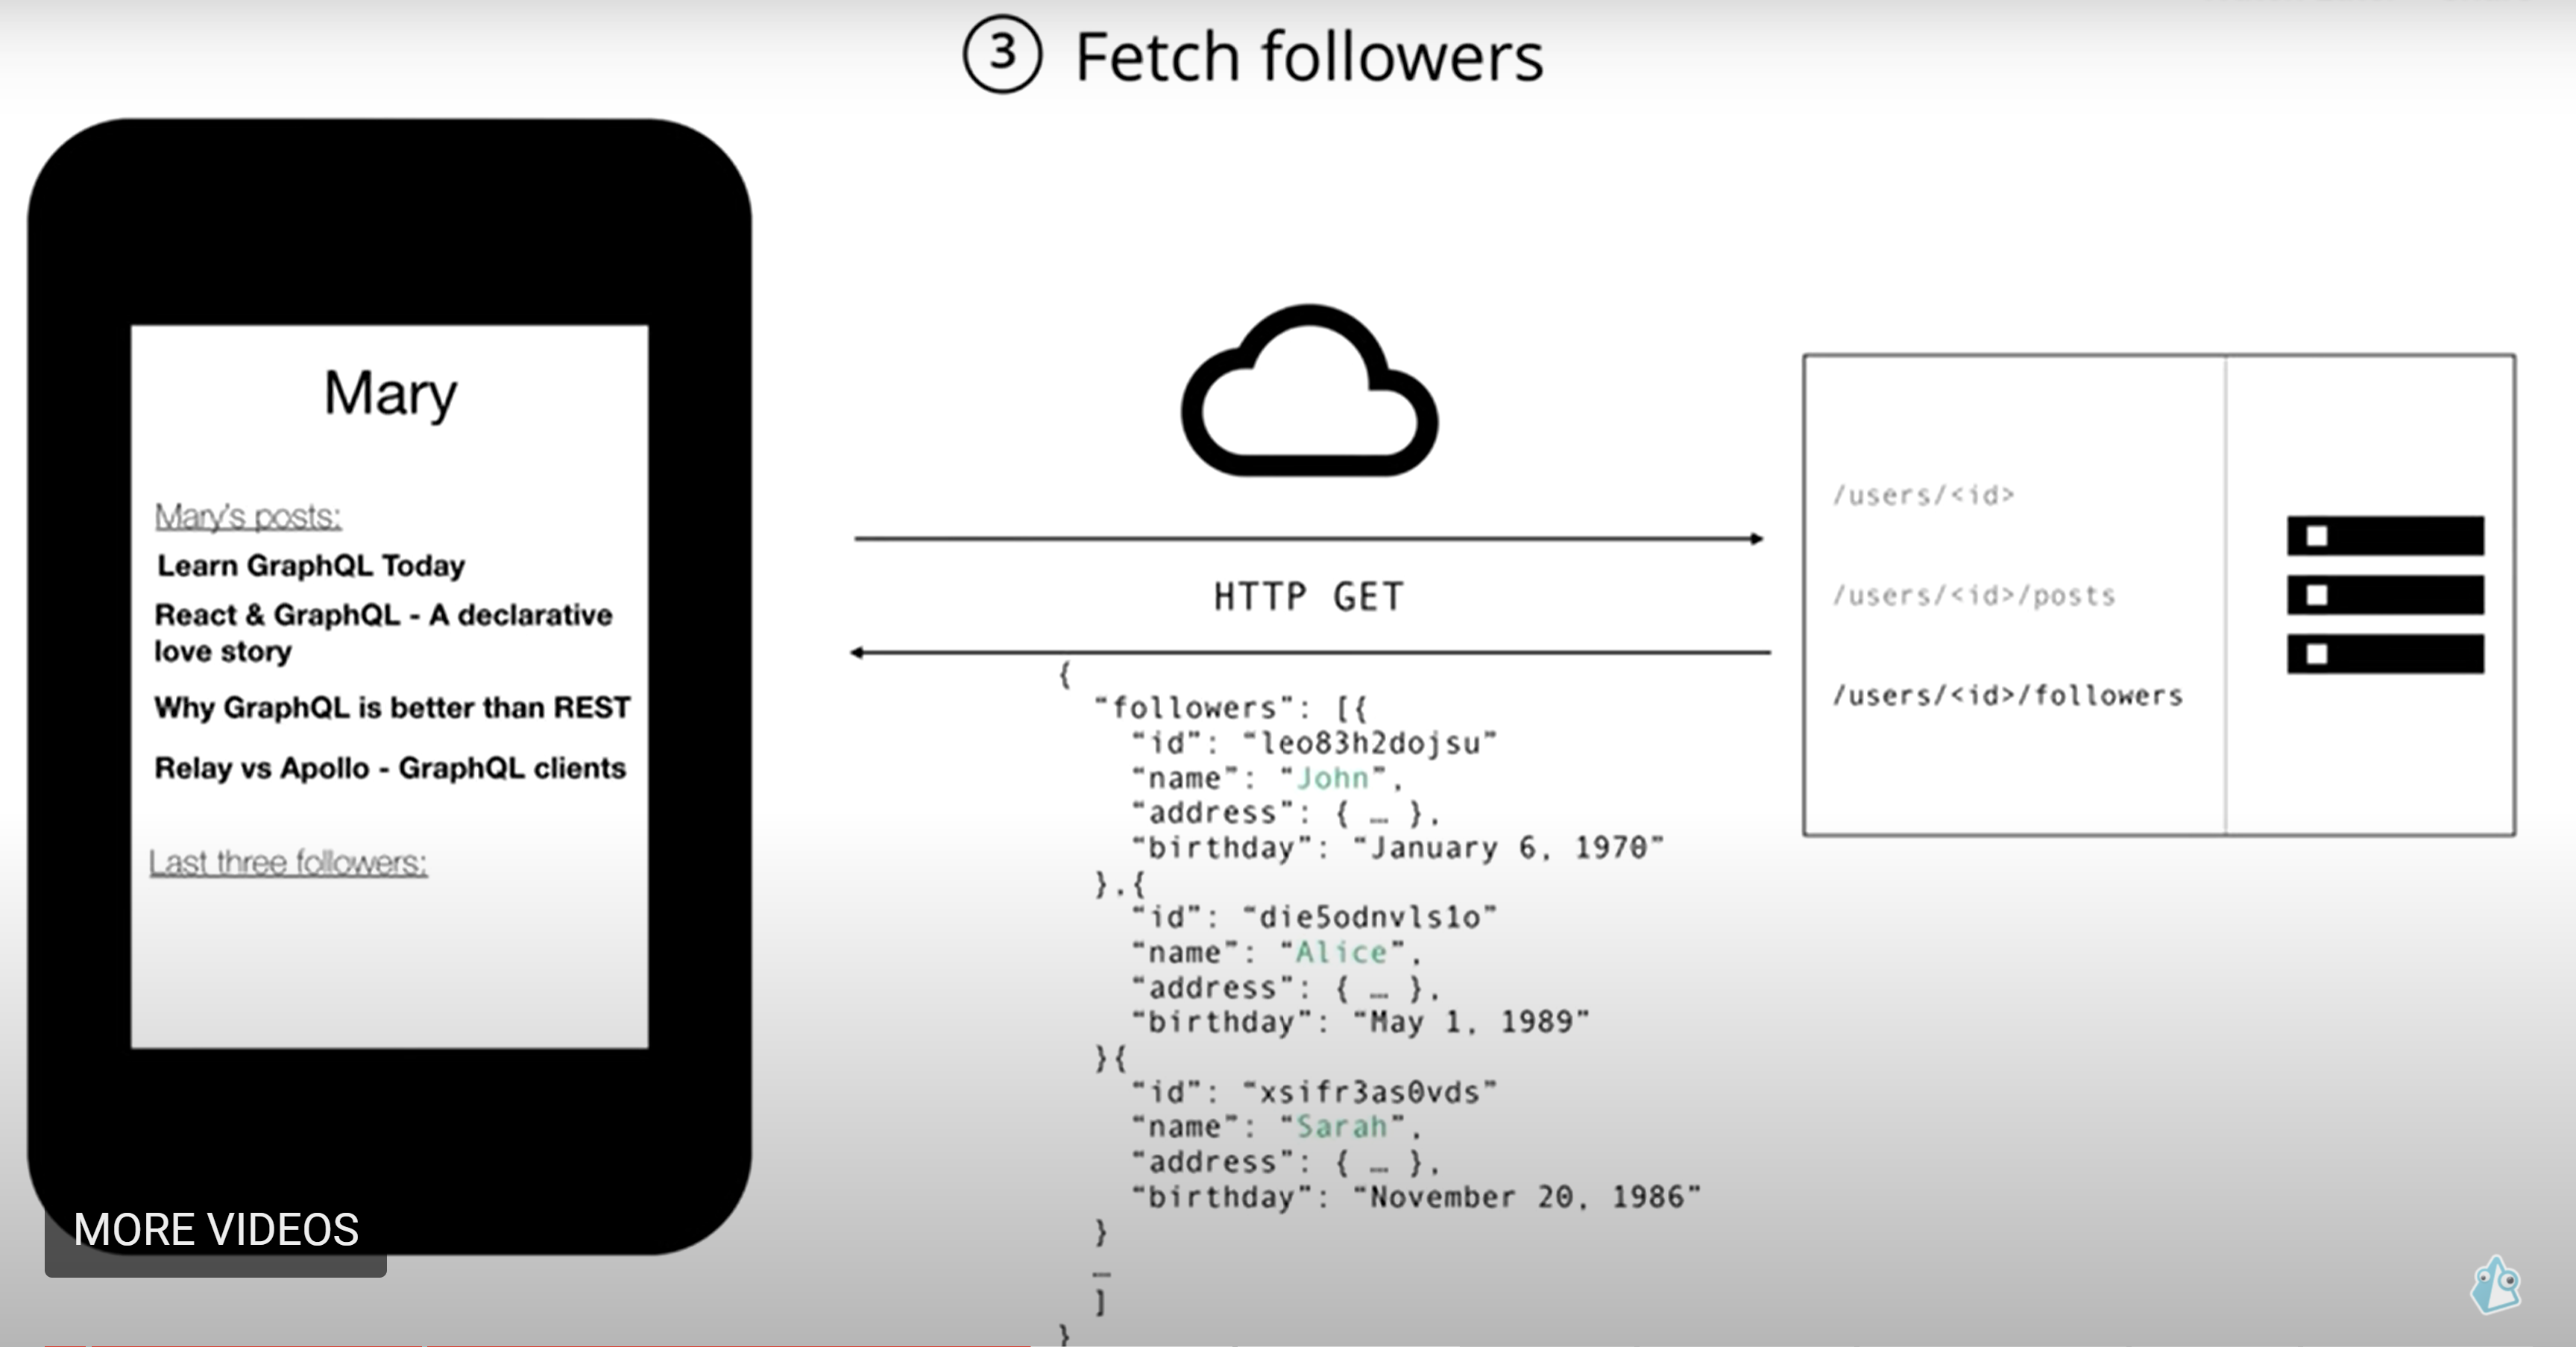 3 Fetch followers
Mary
Mary's posts:
Learn GraphQL Today
React & GraphQL - A declarative
love story
Why GraphQL is better than REST
Relay vs Apollo - GraphQL clients
Last three followers:
MORE VIDEOS
HTTP GET
{
“followers”: [{
“id”: “leo83h2dojsu”
“name”: “John”,
“address”: { … },
“birthday”: “January 6, 1970”
},{
“id”: “die5odnvls1o”
“name”: “Alice”,
“address”: { … },
“birthday”: “May 1, 1989”
}{
“id”: “xsifr3as0vds”
“name”: “Sarah”,
“address”: { … },
“birthday”: “November 20, 1986”
}
…
]
}
/users/<id>
/users/<id>/posts
/users/<id>/followers